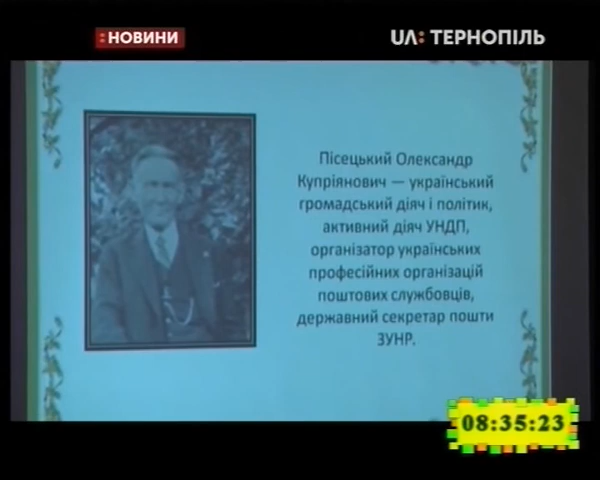 :НОВИНИ
UA: ТЕРНОПІЛЬ
Пісецький Олександр
Купріянович — український
громадський діяч і політик,
активний діяч УНДП,
організатор українських
професійних організацій
поштових службовців,
державний секретар пошти
ЗУНР.
08:35:23